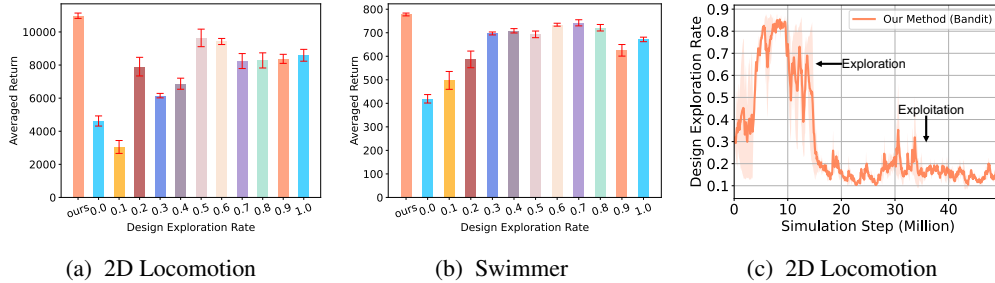 10000
8000
6000
4000
2000
0
Averaged Return
ours 0.0 0.1 0.2 0.3 0.4 0.5 0.6 0.7 0.8 0.9 1.0
Design Exploration Rate
(a) 2D Locomotion
800
700
600
500
400
300
200
100
0
Averaged Return
ours 0.0 0.1 0.2 0.3 0.4 0.5 0.6 0.7 0.8 0.9 1.0
Design Exploration Rate
(b) Swimmer
0.9
0.8
0.7
0.6
0.5
0.4
0.3
0.2
0.1
Design Exploration Rate
Our Method (Bandit)
Exploration
Exploitation
0 10 20 30 40
Simulation Step (Million)
(c) 2D Locomotion